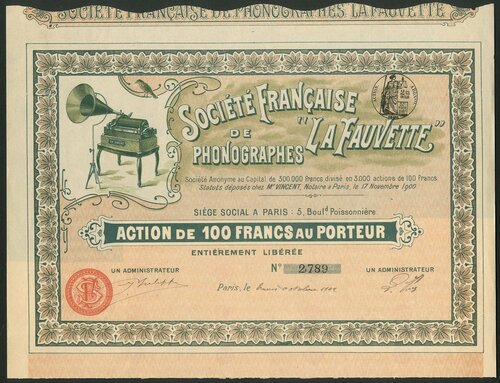 SOCIÉTÉ FRANÇAISE DE PHONOGRAPHES LA FAUVETTE
SOCIÉTÉ FRANÇAISE
DE
PHONOGRAPHES
"LA FAUVETTE"
Société Anonyme au Capital de 300.000 francs divisé en 3.000 actions de 100 francs
Statuts déposés chez Me VINCENT, Notaire à Paris, le 17 Novembre 1900
SIÈGE SOCIAL A PARIS : 5, Bould Poissonnière
ACTION DE 100 FRANCS AU PORTEUR
ENTIÈREMENT LIBÉRÉE
No 2.789
UN ADMINISTRATEUR
UN ADMINISTRATEUR
Paris, le